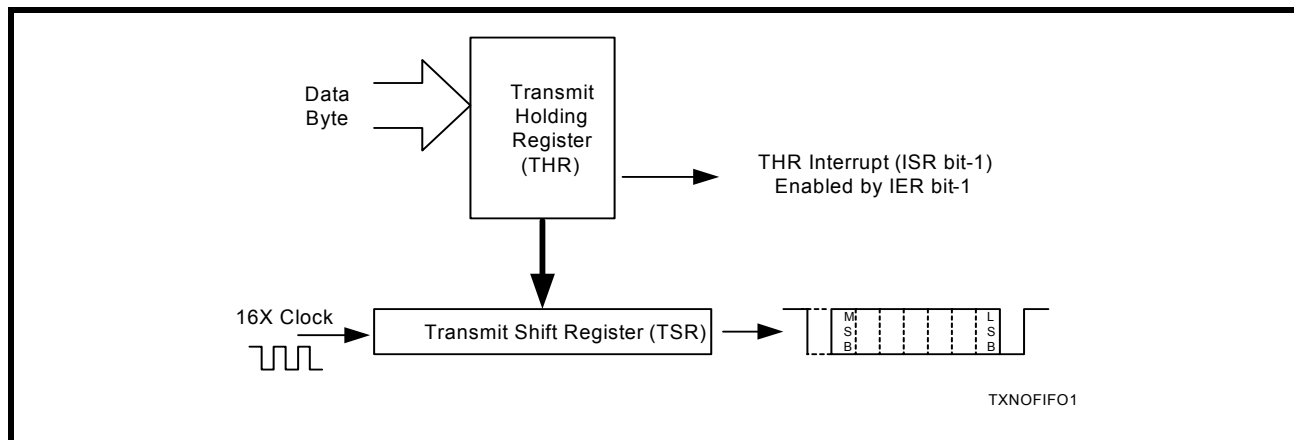 Data
Byte
Transmit
Holding
Register
(THR)
THR Interrupt (ISR bit-1)
Enabled by IER bit-1
16X Clock
Transmit Shift Register (TSR)
M
S
B
L
S
B
TXNOFIFO1